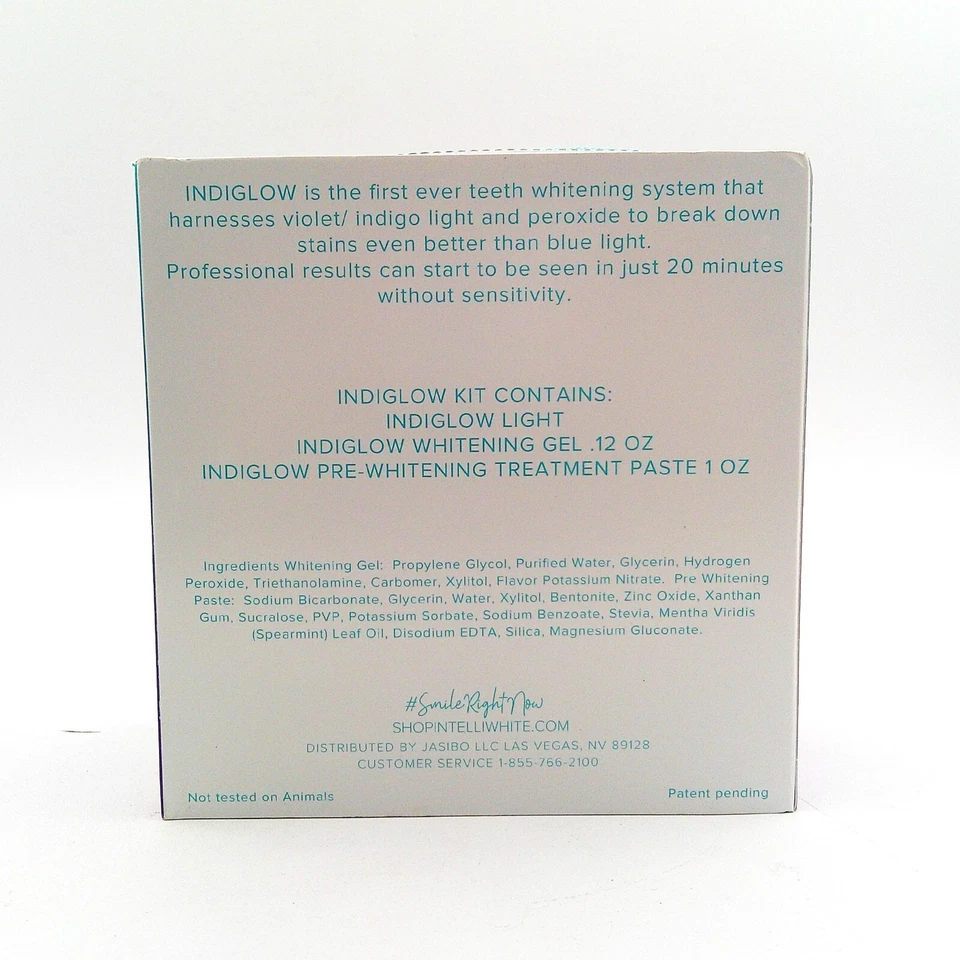 INDIGLOW is the first ever teeth whitening system that
harnesses violet/ indigo light and peroxide to break down
stains even better than blue light.
Professional results can start to be seen in just 20 minutes
without sensitivity.
INDIGLOW KIT CONTAINS:
INDIGLOW LIGHT
INDIGLOW WHITENING GEL .12 OZ
INDIGLOW PRE-WHITENING TREATMENT PASTE 1 OZ
Ingredients Whitening Gel: Propylene Glycol, Purified Water, Glycerin, Hydrogen
Peroxide, Triethanolamine, Carbomer, Xylitol, Flavor Potassium Nitrate. Pre Whitening
Paste: Sodium Bicarbonate, Glycerin, Water, Xylitol, Bentonite, Zinc Oxide, Xanthan
Gum, Sucralose, PVP, Potassium Sorbate, Sodium Benzoate, Stevia, Mentha Viridis
(Spearmint) Leaf Oil, Disodium EDTA, Silica, Magnesium Gluconate.
#SmileRightNow
SHOPINTELLIWHITE.COM
DISTRIBUTED BY JASIBO LLC LAS VEGAS, NV 89128
CUSTOMER SERVICE 1-855-766-2100
Not tested on Animals
Patent pending